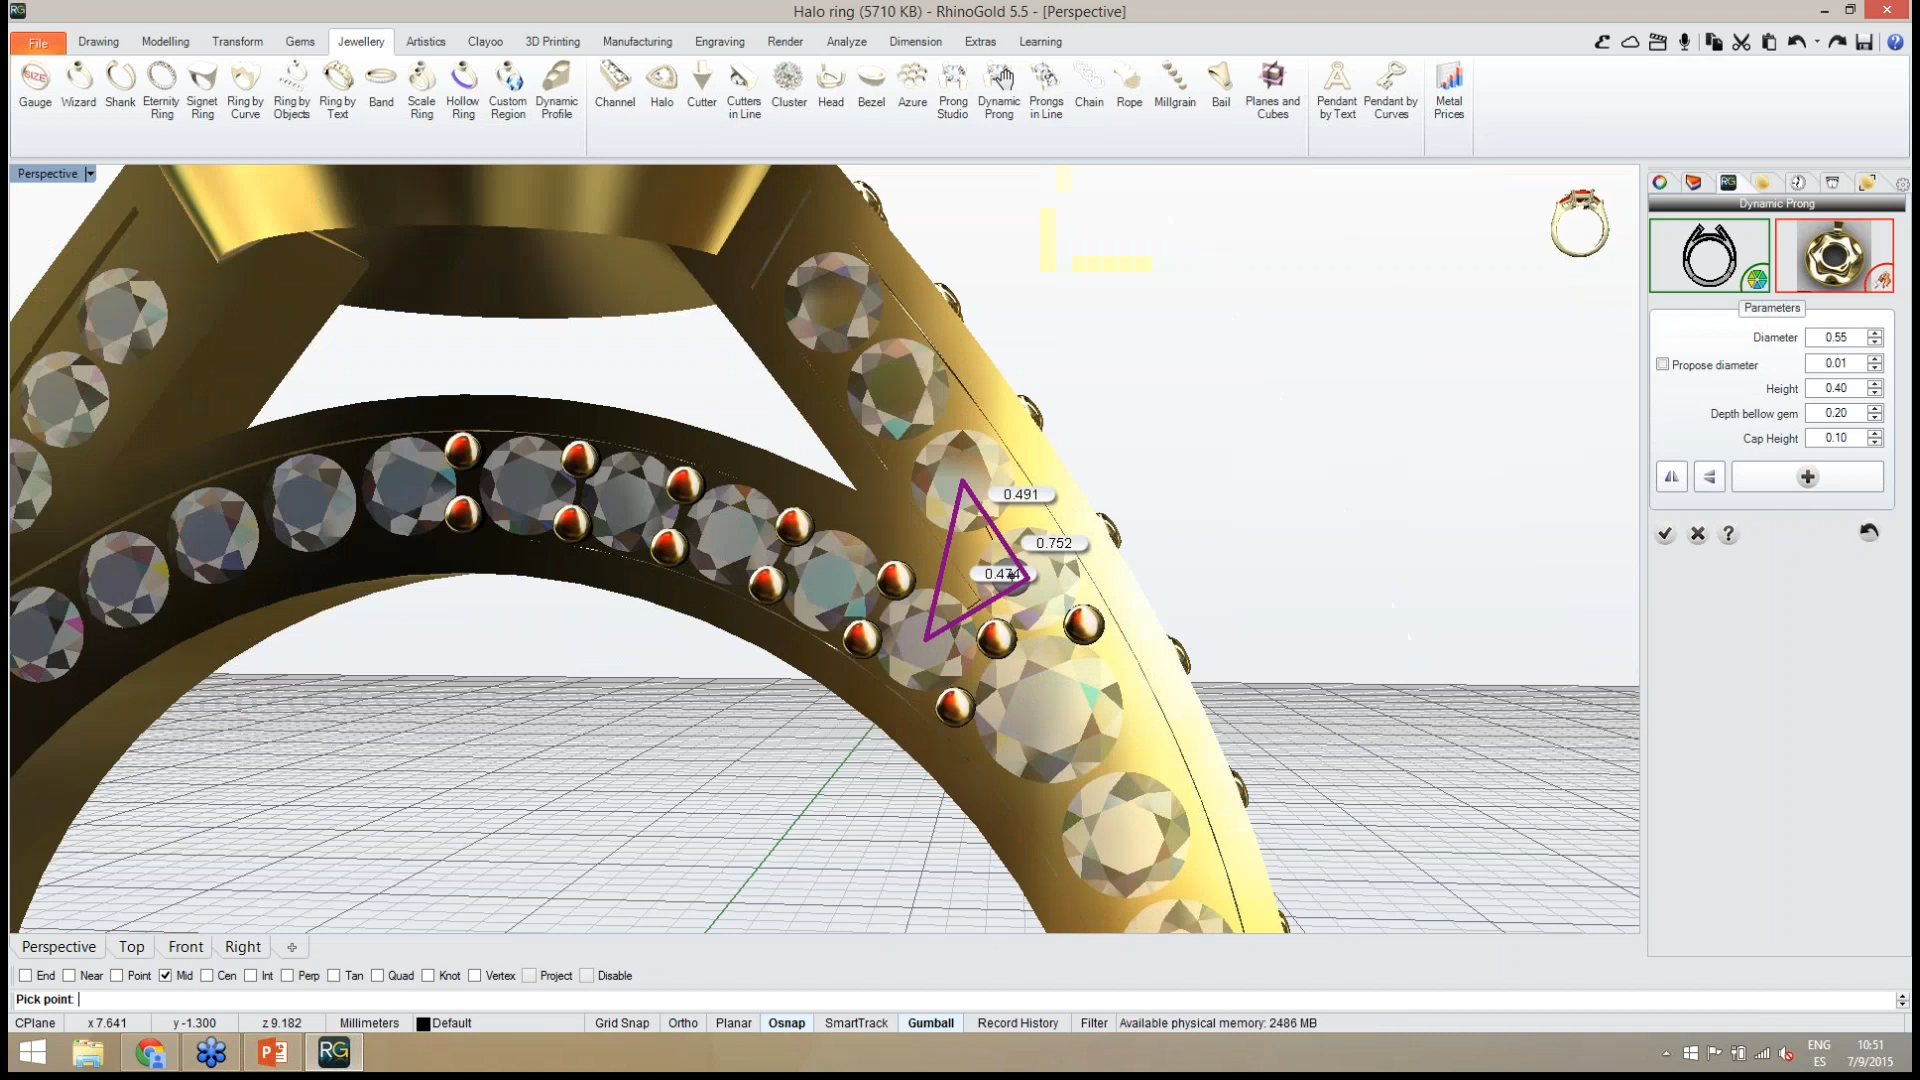 RG
Halo ring (5710 KB) - RhinoGold 5.5 - [Perspective]
File Drawing Modelling Transform Gems Jewellery Artistics Clayoo 3D Printing Manufacturing Engraving Render Analyze Dimension Extras Learning
SIZE
Gauge Wizard Shank Eternity Ring Signet Ring Ring by Curve Ring by Objects Ring by Text Band Scale Ring Hollow Ring Custom Region Dynamic Profile Channel Halo Cutter Cutters in Line Cluster Head Bezel Azure Prong Studio Dynamic Prong Prongs in Line Chain Rope Millgrain Bail Planes and Cubes Pendant by Text Pendant by Curves Metal Prices
Perspective
RG
Dynamic Prong
Parameters
Diameter 0.55
Propose diameter 0.01
Height 0.40
Depth bellow gem 0.20
Cap Height 0.10
0.491
0.752
0.474
Perspective Top Front Right
End Near Point Mid Cen Int Perp Tan Quad Knot Vertex Project Disable
Pick point:
CPlane x 7.641 y -1.300 z 9.182 Millimeters Default Grid Snap Ortho Planar Osnap SmartTrack Gumball Record History Filter Available physical memory: 2486 MB
RG
ENG
ES
10:51
7/9/2015